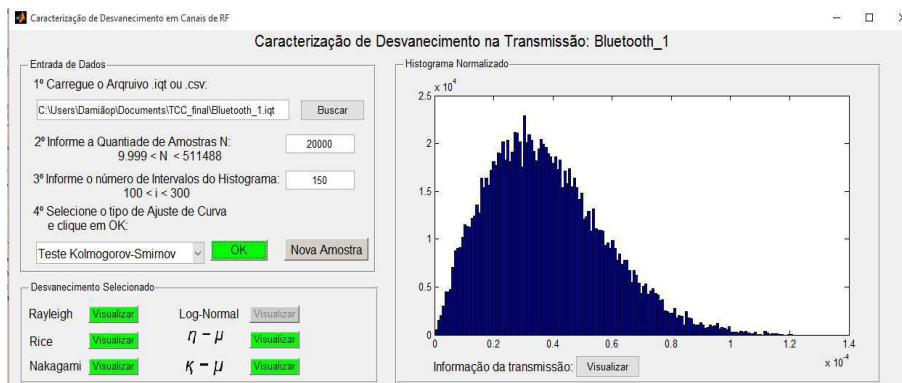 Caracterização de Desvanecimento em Canais de RF
Caracterização de Desvanecimento na Transmissão: Bluetooth_1
Entrada de Dados
1º Carregue o Arqruivo .iqt ou .csv:
C:\Users\Damiãop\Documents\TCC_final\Bluetooth_1.iqt
Buscar
2º Informe a Quantiade de Amostras N:
9.999 < N < 511488
20000
3º Informe o número de Intervalos do Histograma:
100 < i < 300
150
4º Selecione o tipo de Ajuste de Curva
e clique em OK:
Teste Kolmogorov-Smirnov
OK
Nova Amostra
Desvanecimento Selecionado
Rayleigh Visualizar Log-Normal Visualizar
Rice Visualizar η − μ Visualizar
Nakagami Visualizar κ − μ Visualizar
Histograma Normalizado
x 10^4
2.5
2
1.5
1
0.5
0
0 0.2 0.4 0.6 0.8 1 1.2 1.4
x 10^-4
Informação da transmissão: Visualizar